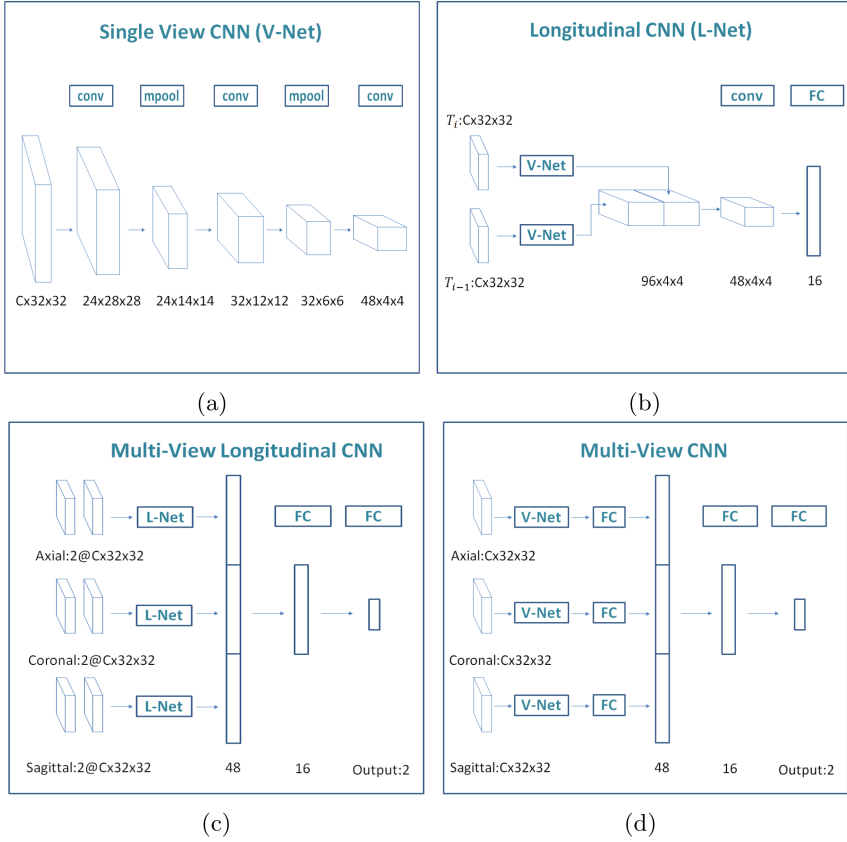 Single View CNN (V-Net)
conv mpool conv mpool conv
Cx32x32 24x28x28 24x14x14 32x12x12 32x6x6 48x4x4
(a)
Longitudinal CNN (L-Net)
conv FC
T_i:Cx32x32
V-Net
V-Net
T_{i−1}:Cx32x32 96x4x4 48x4x4 16
(b)
Multi-View Longitudinal CNN
L-Net FC FC
Axial:2@Cx32x32
L-Net
Coronal:2@Cx32x32
L-Net
Sagittal:2@Cx32x32 48 16 Output:2
(c)
Multi-View CNN
V-Net FC FC FC
Axial:Cx32x32
V-Net FC
Coronal:Cx32x32
V-Net FC
Sagittal:Cx32x32 48 16 Output:2
(d)